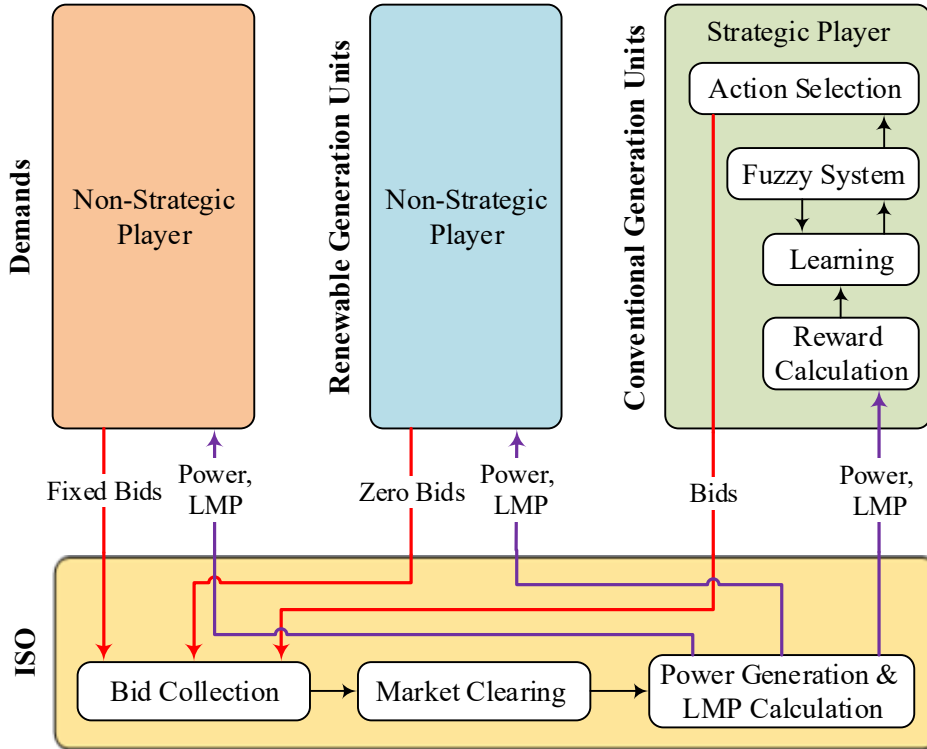 Demands
Non-Strategic
Player
Renewable Generation Units
Non-Strategic
Player
Conventional Generation Units
Strategic Player
Action Selection
Fuzzy System
Learning
Reward
Calculation
Fixed Bids
Power,
LMP
Zero Bids
Power,
LMP
Bids
Power,
LMP
ISO
Bid Collection
Market Clearing
Power Generation &
LMP Calculation